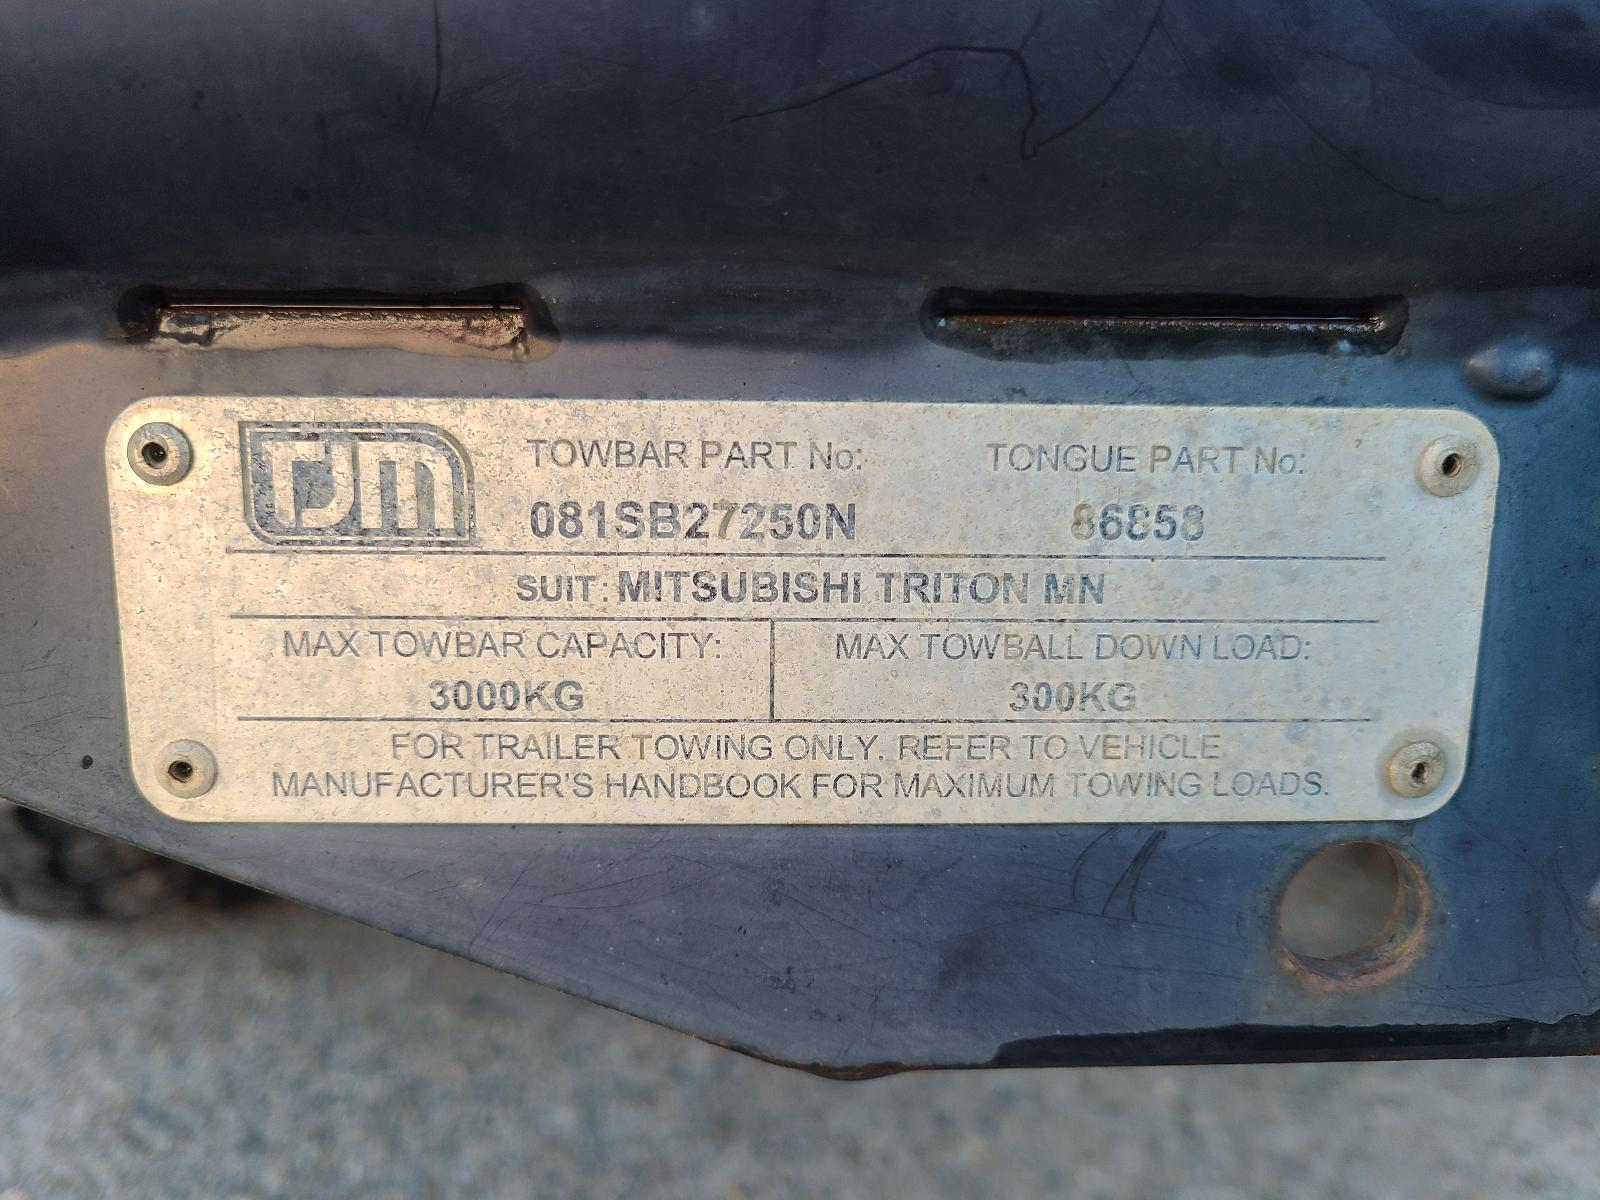 TJM
TOWBAR PART No: TONGUE PART No:
081SB27250N 86858
SUIT: MITSUBISHI TRITON MN
MAX TOWBAR CAPACITY: MAX TOWBALL DOWN LOAD:
3000KG 300KG
FOR TRAILER TOWING ONLY. REFER TO VEHICLE
MANUFACTURER'S HANDBOOK FOR MAXIMUM TOWING LOADS.